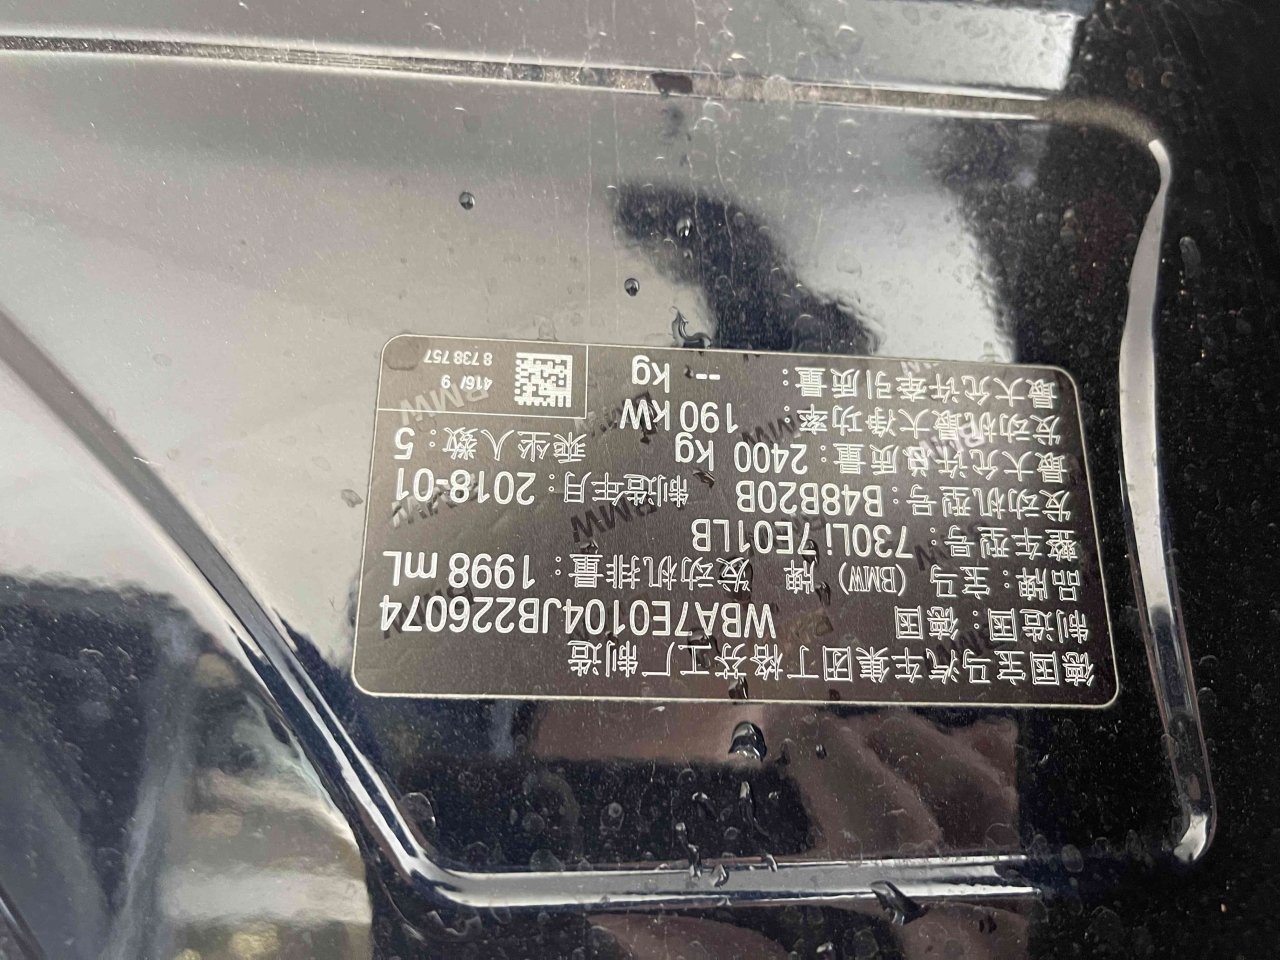 德国宝马汽车集团丁格芬工厂制造
制造国：德国 WBA7E0104JB226074
品牌：宝马（BMW）牌 发动机排量：1998 mL
整车型号：730Li 7E01LB
发动机型号：B48B20B 制造年月：2018-01
最大允许总质量：2400 kg 乘坐人数：5
发动机最大净功率：190 kW
最大允许牵引质量：-- kg
416/ 9
8 738 757